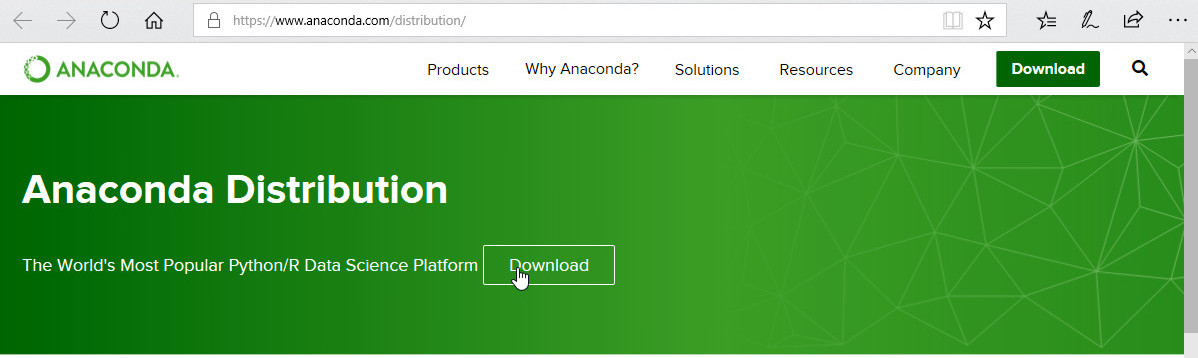 https://www.anaconda.com/distribution/
ANACONDA.
Products Why Anaconda? Solutions Resources Company Download
Anaconda Distribution
The World's Most Popular Python/R Data Science Platform Download